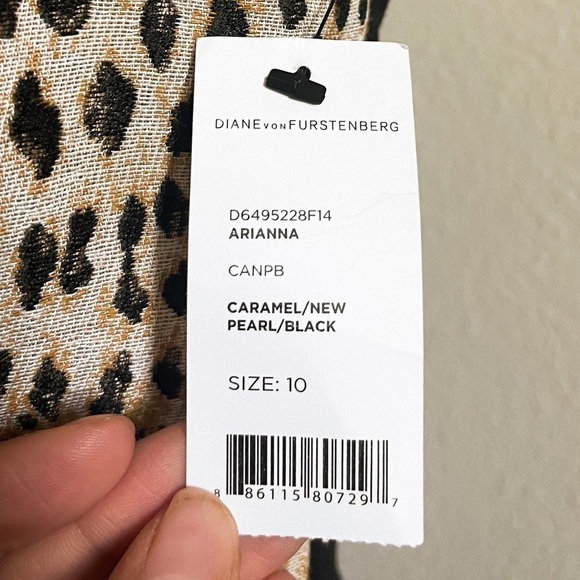 DIANE VON FURSTENBERG
D6495228F14
ARIANNA
CANPB
CARAMEL/NEW
PEARL/BLACK
SIZE: 10
8 86115 80729 7